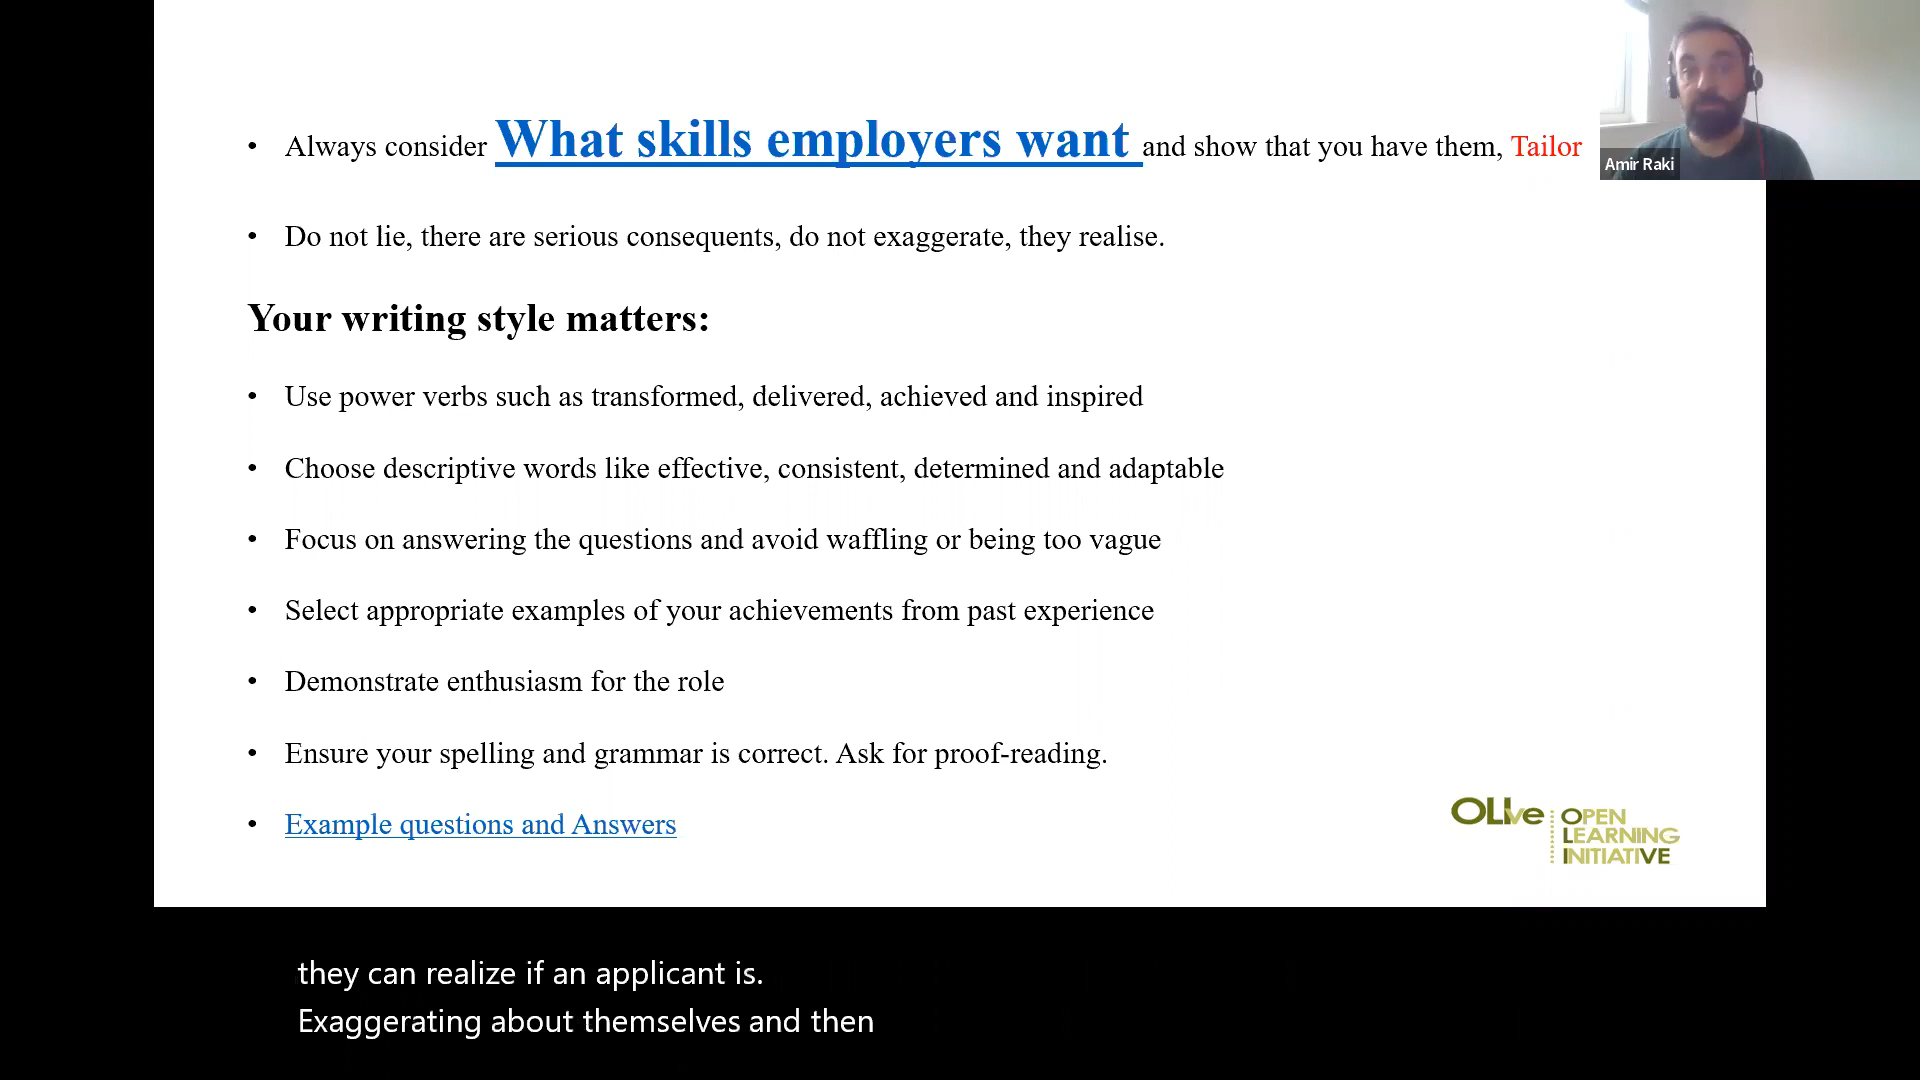 • Always consider What skills employers want and show that you have them, Tailor
Amir Raki
• Do not lie, there are serious consequents, do not exaggerate, they realise.
Your writing style matters:
• Use power verbs such as transformed, delivered, achieved and inspired
• Choose descriptive words like effective, consistent, determined and adaptable
• Focus on answering the questions and avoid waffling or being too vague
• Select appropriate examples of your achievements from past experience
• Demonstrate enthusiasm for the role
• Ensure your spelling and grammar is correct. Ask for proof-reading.
• Example questions and Answers
OLIve
OPEN
LEARNING
INITIATIVE
they can realize if an applicant is.
Exaggerating about themselves and then